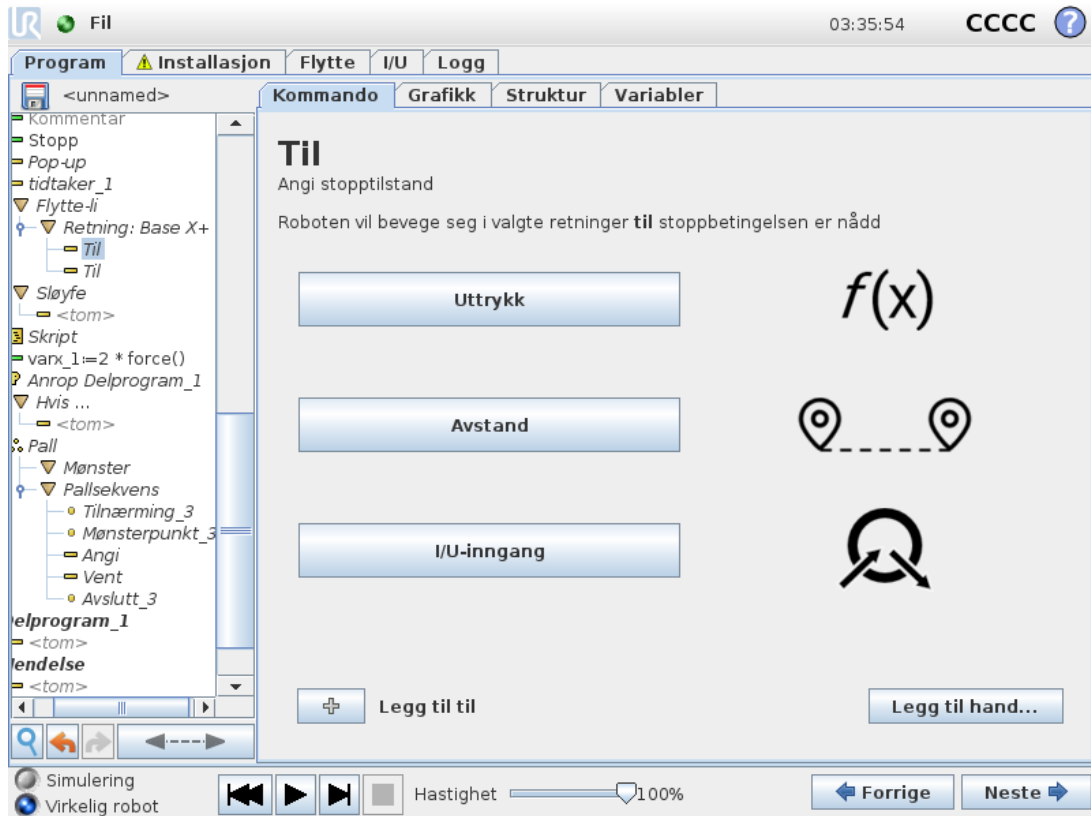 Fil 03:35:54 CCCC ?
Program Installasjon Flytte I/U Logg
<unnamed> Kommando Grafikk Struktur Variabler
Kommentar
Stopp
Pop-up
tidtaker_1
Flytte-li
Retning: Base X+
Til
Til
Sløyfe
<tom>
Skript
varx_1:=2 * force()
Anrop Delprogram_1
Hvis ...
<tom>
Pall
Mønster
Pallsekvens
Tilnærming_3
Mønsterpunkt_3
Angi
Vent
Avslutt_3
elprogram_1
<tom>
endelse
<tom>
Til
Angi stopptilstand
Roboten vil bevege seg i valgte retninger til stoppbetingelsen er nådd
Uttrykk f(x)
Avstand
I/U-inngang
Legg til til Legg til hand...
Simulering
Virkelig robot
Hastighet 100% Forrige Neste